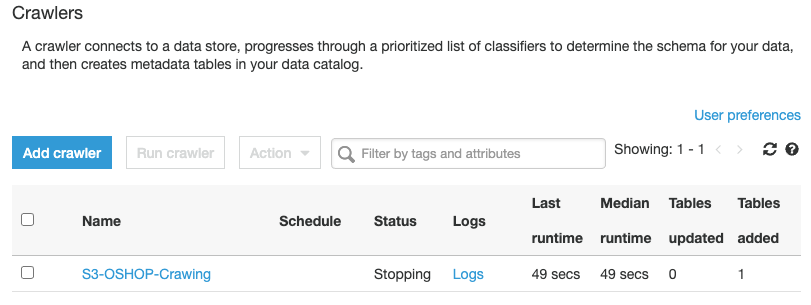 Crawlers
A crawler connects to a data store, progresses through a prioritized list of classifiers to determine the schema for your data,
and then creates metadata tables in your data catalog.
User preferences
Add crawler Run crawler Action Filter by tags and attributes Showing: 1 - 1
Name Schedule Status Logs Last runtime Median runtime Tables updated Tables added
S3-OSHOP-Crawing Stopping Logs 49 secs 49 secs 0 1